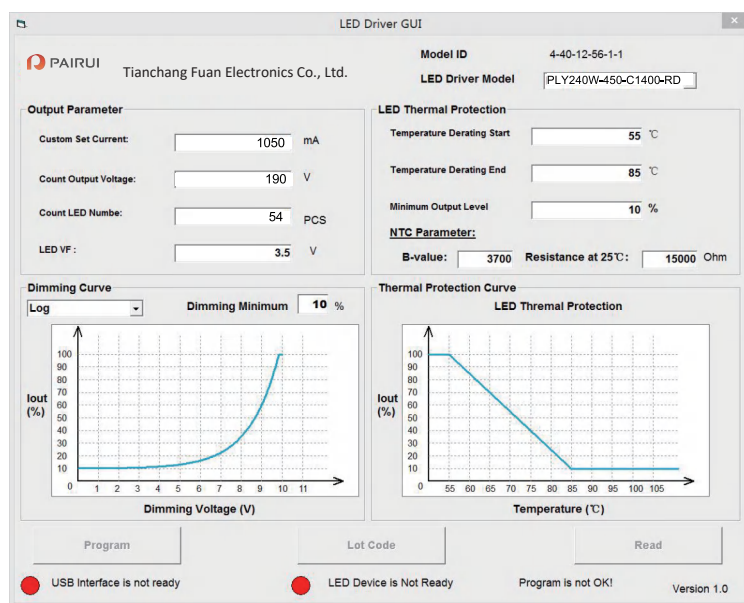 LED Driver GUI
PAIRUI
Tianchang Fuan Electronics Co., Ltd.
Model ID 4-40-12-56-1-1
LED Driver Model PLY240W-450-C1400-RD
Output Parameter
Custom Set Current: 1050 mA
Count Output Voltage: 190 V
Count LED Numbe: 54 PCS
LED VF : 3.5 V
LED Thermal Protection
Temperature Derating Start 55 ℃
Temperature Derating End 85 ℃
Minimum Output Level 10 %
NTC Parameter:
B-value: 3700 Resistance at 25℃: 15000 Ohm
Dimming Curve
Log Dimming Minimum 10 %
100
90
80
70
60
50
40
30
20
10
0
Iout
(%)
1 2 3 4 5 6 7 8 9 10 11
Dimming Voltage (V)
Thermal Protection Curve
LED Thremal Protection
100
90
80
70
60
50
40
30
20
10
0
Iout
(%)
55 60 65 70 75 80 85 90 95 100 105
Temperature (℃)
Program Lot Code Read
USB Interface is not ready LED Device is Not Ready Program is not OK! Version 1.0